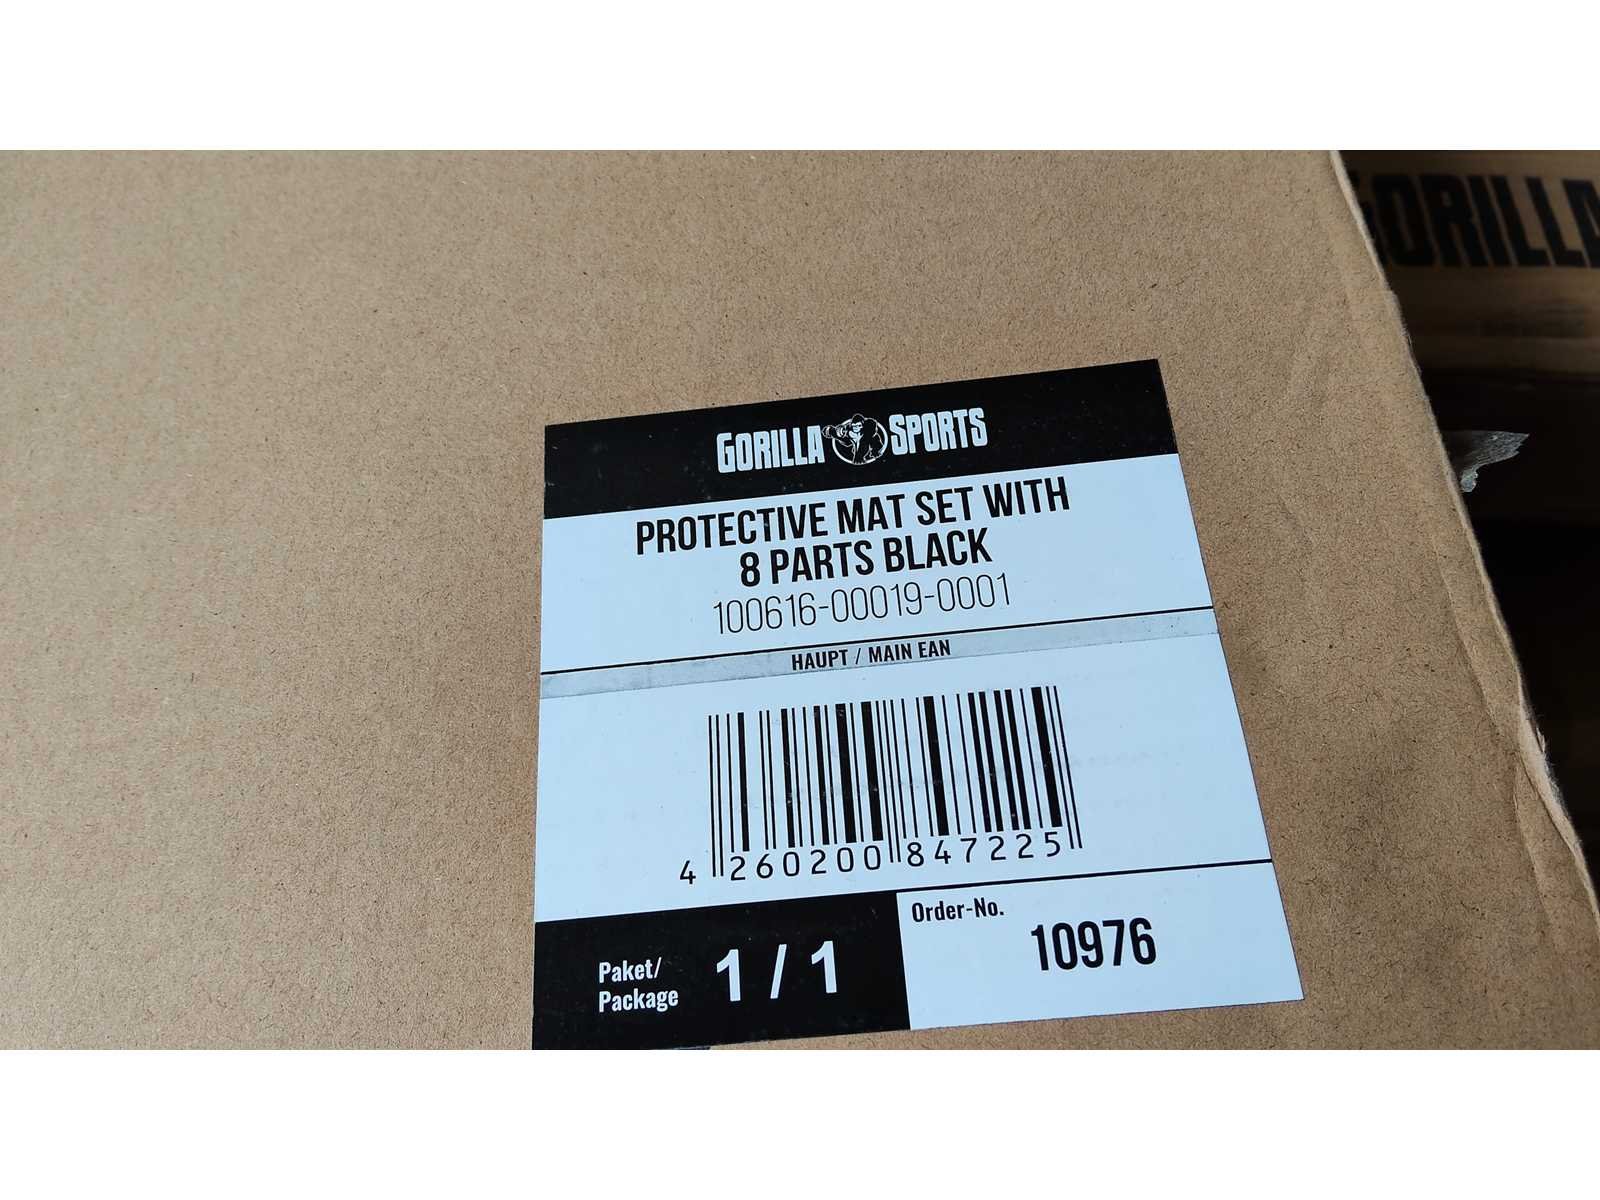 GORILLA
GORILLA SPORTS
PROTECTIVE MAT SET WITH
8 PARTS BLACK
100616-00019-0001
HAUPT / MAIN EAN
4 260200 847225
Paket/
Package
1 / 1
Order-No.
10976